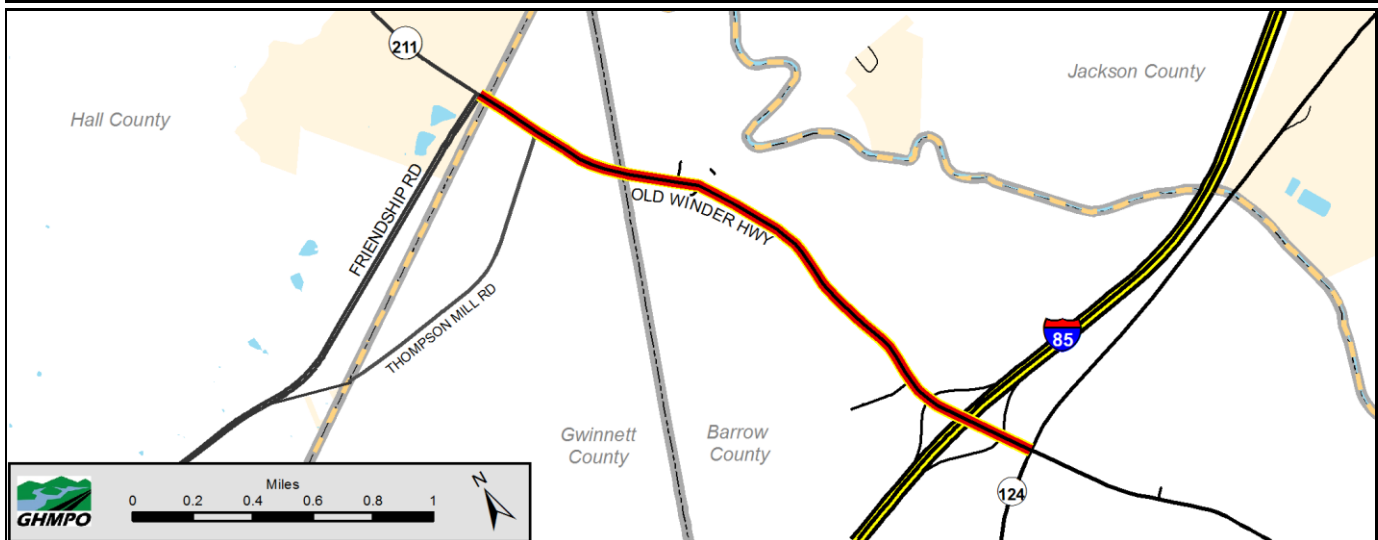 211
Hall County
Jackson County
FRIENDSHIP RD
OLD WINDER HWY
THOMPSON MILL RD
85
Gwinnett
County
Barrow
County
124
GHMPO
Miles
0 0.2 0.4 0.6 0.8 1
N